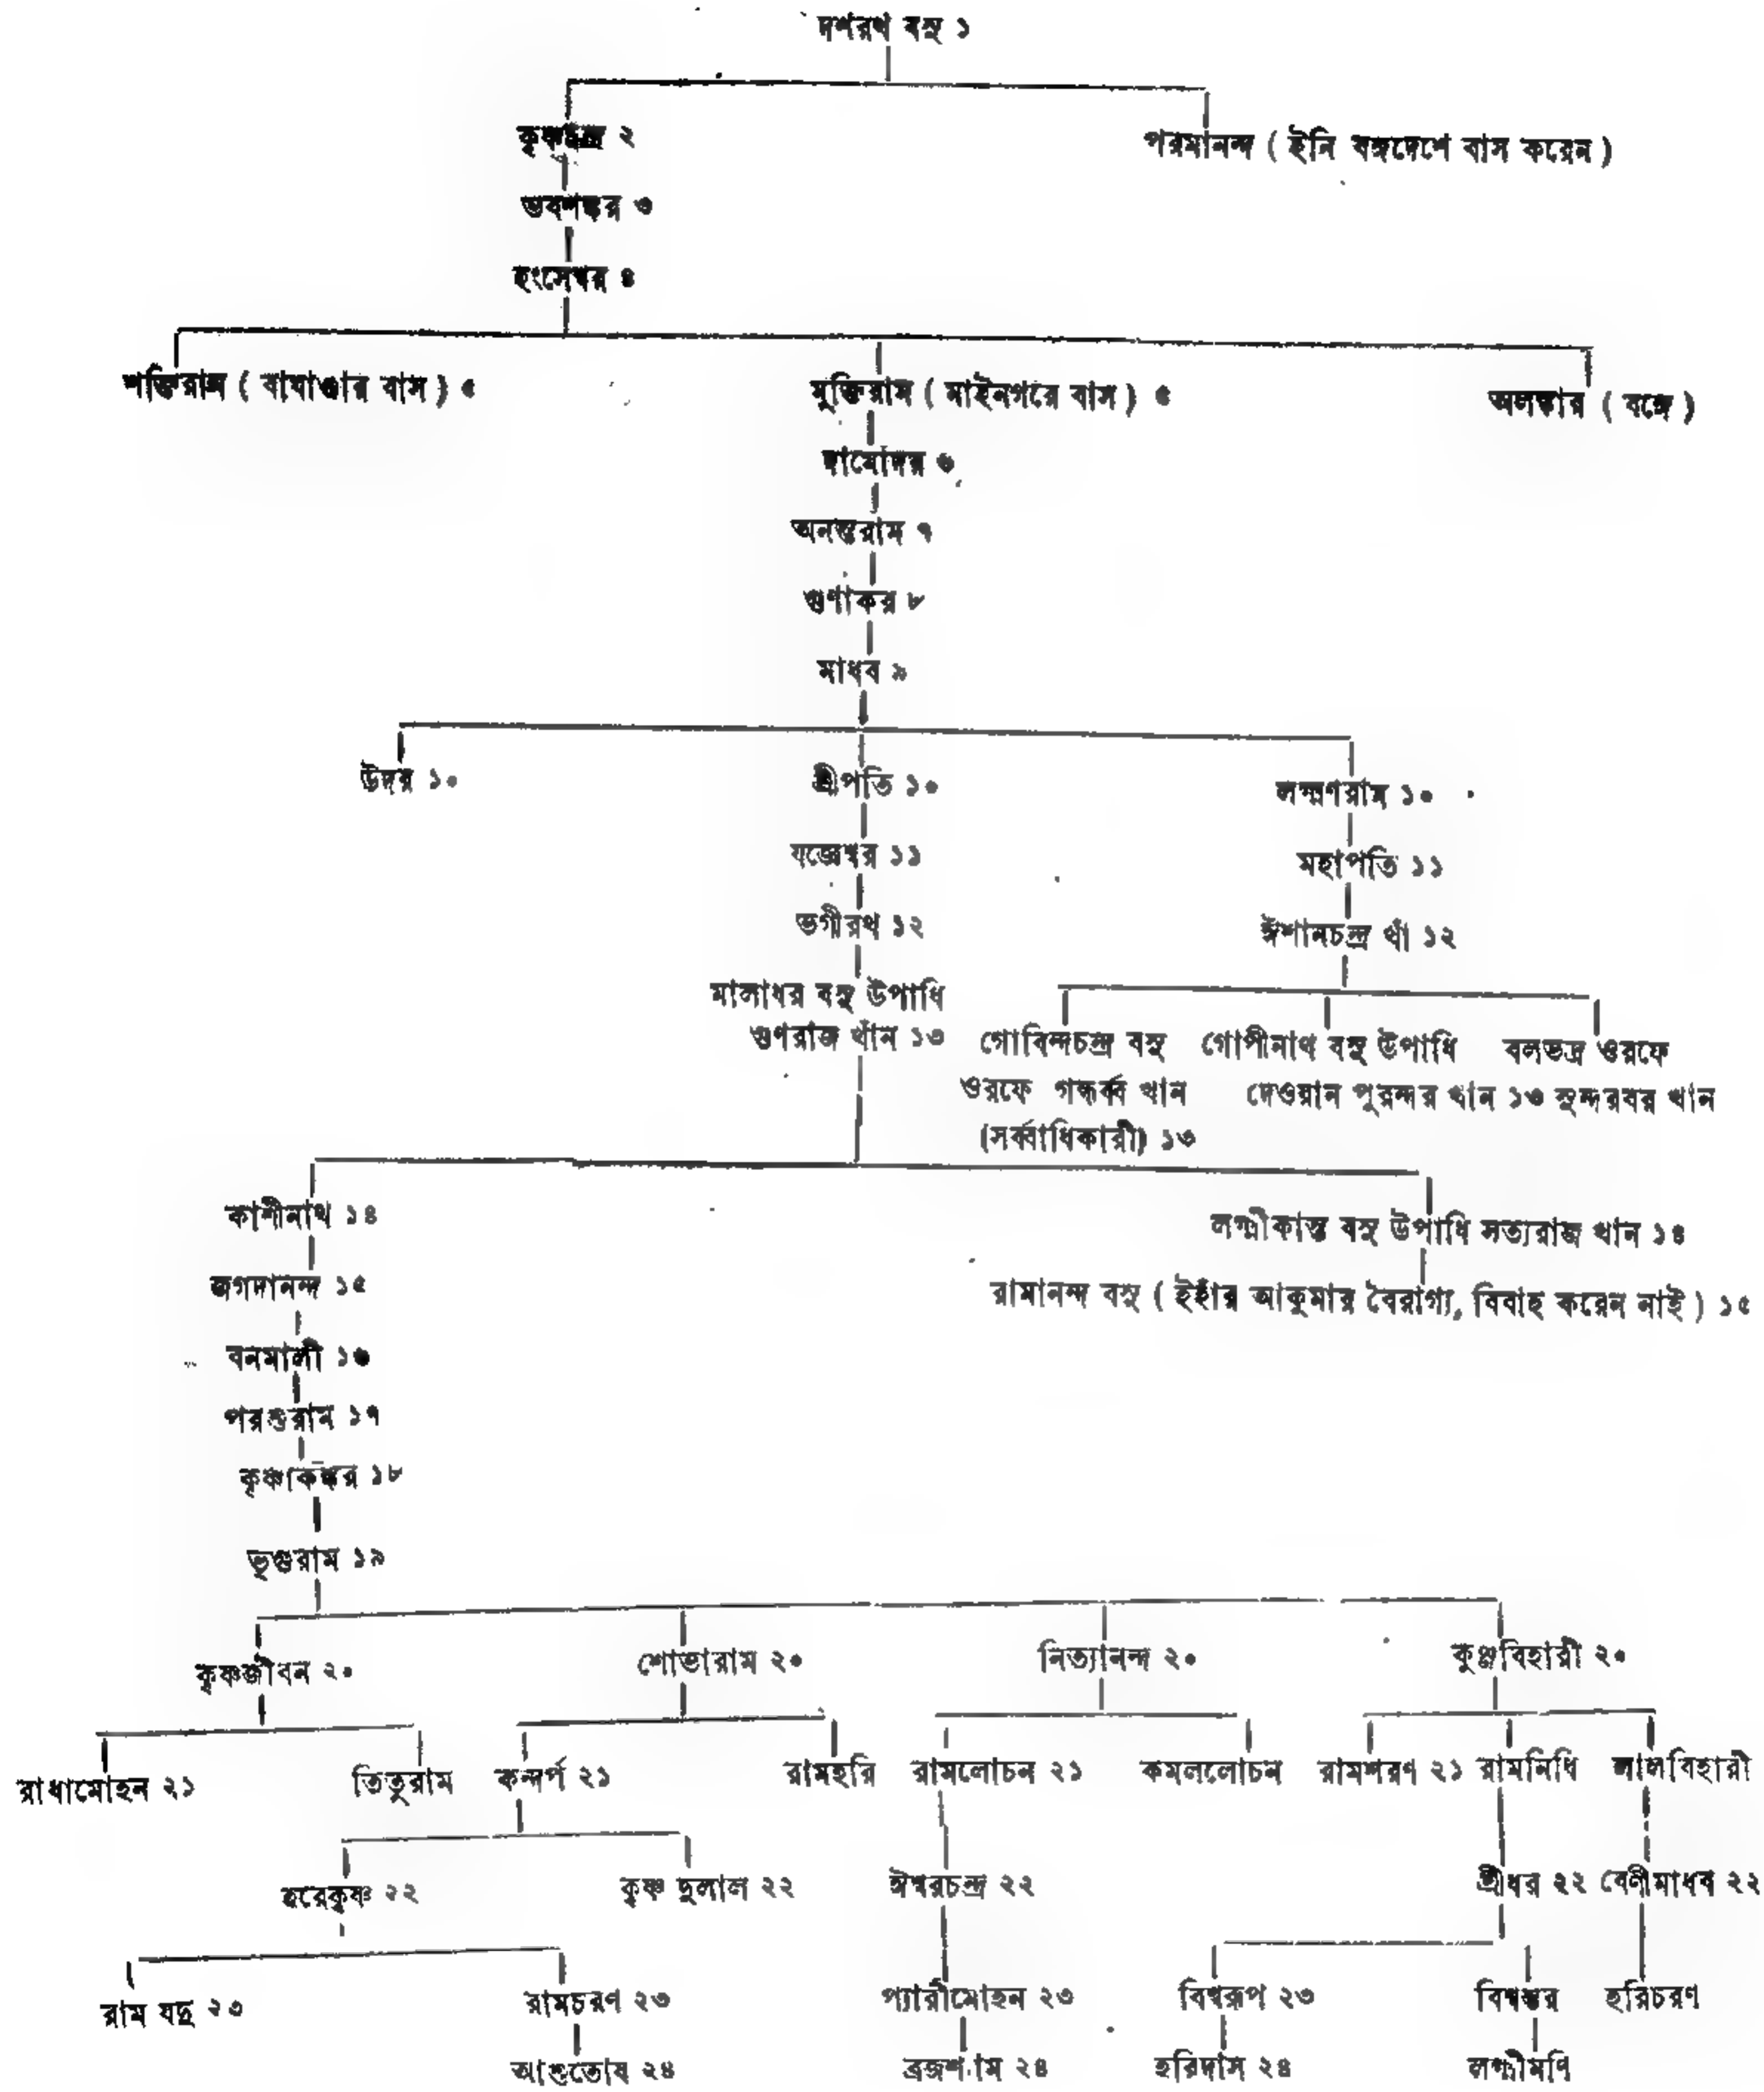 দশরথ বসু ১
পরমানন্দ ( ইনি বঙ্গদেশে বাস করেন )
ভবশঙ্কর ৩
হংসেশ্বর ৪
শক্তিরাম ( বাঘাণ্ডার বাস ) ৫ মুক্তিরাম ( মাইনগরে বাস ) ৫ অলঙ্কার ( বঙ্গে )
দামোদর ৬
অনন্তরাম ৭
গুণাকর ৮
মাধব ৯
উদয় ১০ শ্রীপতি ১০ লক্ষ্মণরাম ১০
যজ্ঞেশ্বর ১১ মহাপতি ১১
ভগীরথ ১২ ঈশানচন্দ্র খাঁ ১২
মালাধর বসু উপাধি
গুণরাজ খাঁন ১৩ গোবিন্দচন্দ্র বসু গোপীনাথ বসু উপাধি বলভদ্র ওরফে
ওরফে গন্ধর্ব্ব খান দেওয়ান পুরন্দর খান ১৩ সুন্দরবর খান
(সর্ব্বাধিকারী) ১৩
কাশীনাথ ১৪ লক্ষ্মীকান্ত বসু উপাধি সত্যরাজ খান ১৪
জগদানন্দ ১৫ রামানন্দ বসু ( ইহাঁর আকুমার বৈরাগ্য, বিবাহ করেন নাই ) ১৫
বনমালী ১৬
পরশুরাম ১৭
কৃষ্ণকিঙ্কর ১৮
ভৃগুরাম ১৯
কৃষ্ণজীবন ২০ শোভারাম ২০ নিত্যানন্দ ২০ কুঞ্জবিহারী ২০
রাধামোহন ২১ তিতুরাম কন্দর্প ২১ রামহরি রামলোচন ২১ কমললোচন রামশরণ ২১ রামনিধি লালবিহারী
হরেকৃষ্ণ ২২ কৃষ্ণ দুলাল ২২ ঈশ্বরচন্দ্র ২২ শ্রীধর ২২ বেণীমাধব ২২
রাম যদু ২৩ রামচরণ ২৩ প্যারীমোহন ২৩ বিশ্বরূপ ২৩ বিশ্বম্ভর হরিচরণ
আশুতোষ ২৪ ব্রজশ্যাম ২৪ হরিদাস ২৪ লক্ষ্মীমণি